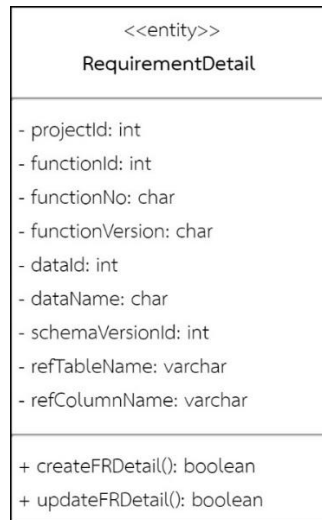 <<entity>>
RequirementDetail
- projectId: int
- functionId: int
- functionNo: char
- functionVersion: char
- dataId: int
- dataName: char
- schemaVersionId: int
- refTableName: varchar
- refColumnName: varchar
+ createFRDetail(): boolean
+ updateFRDetail(): boolean